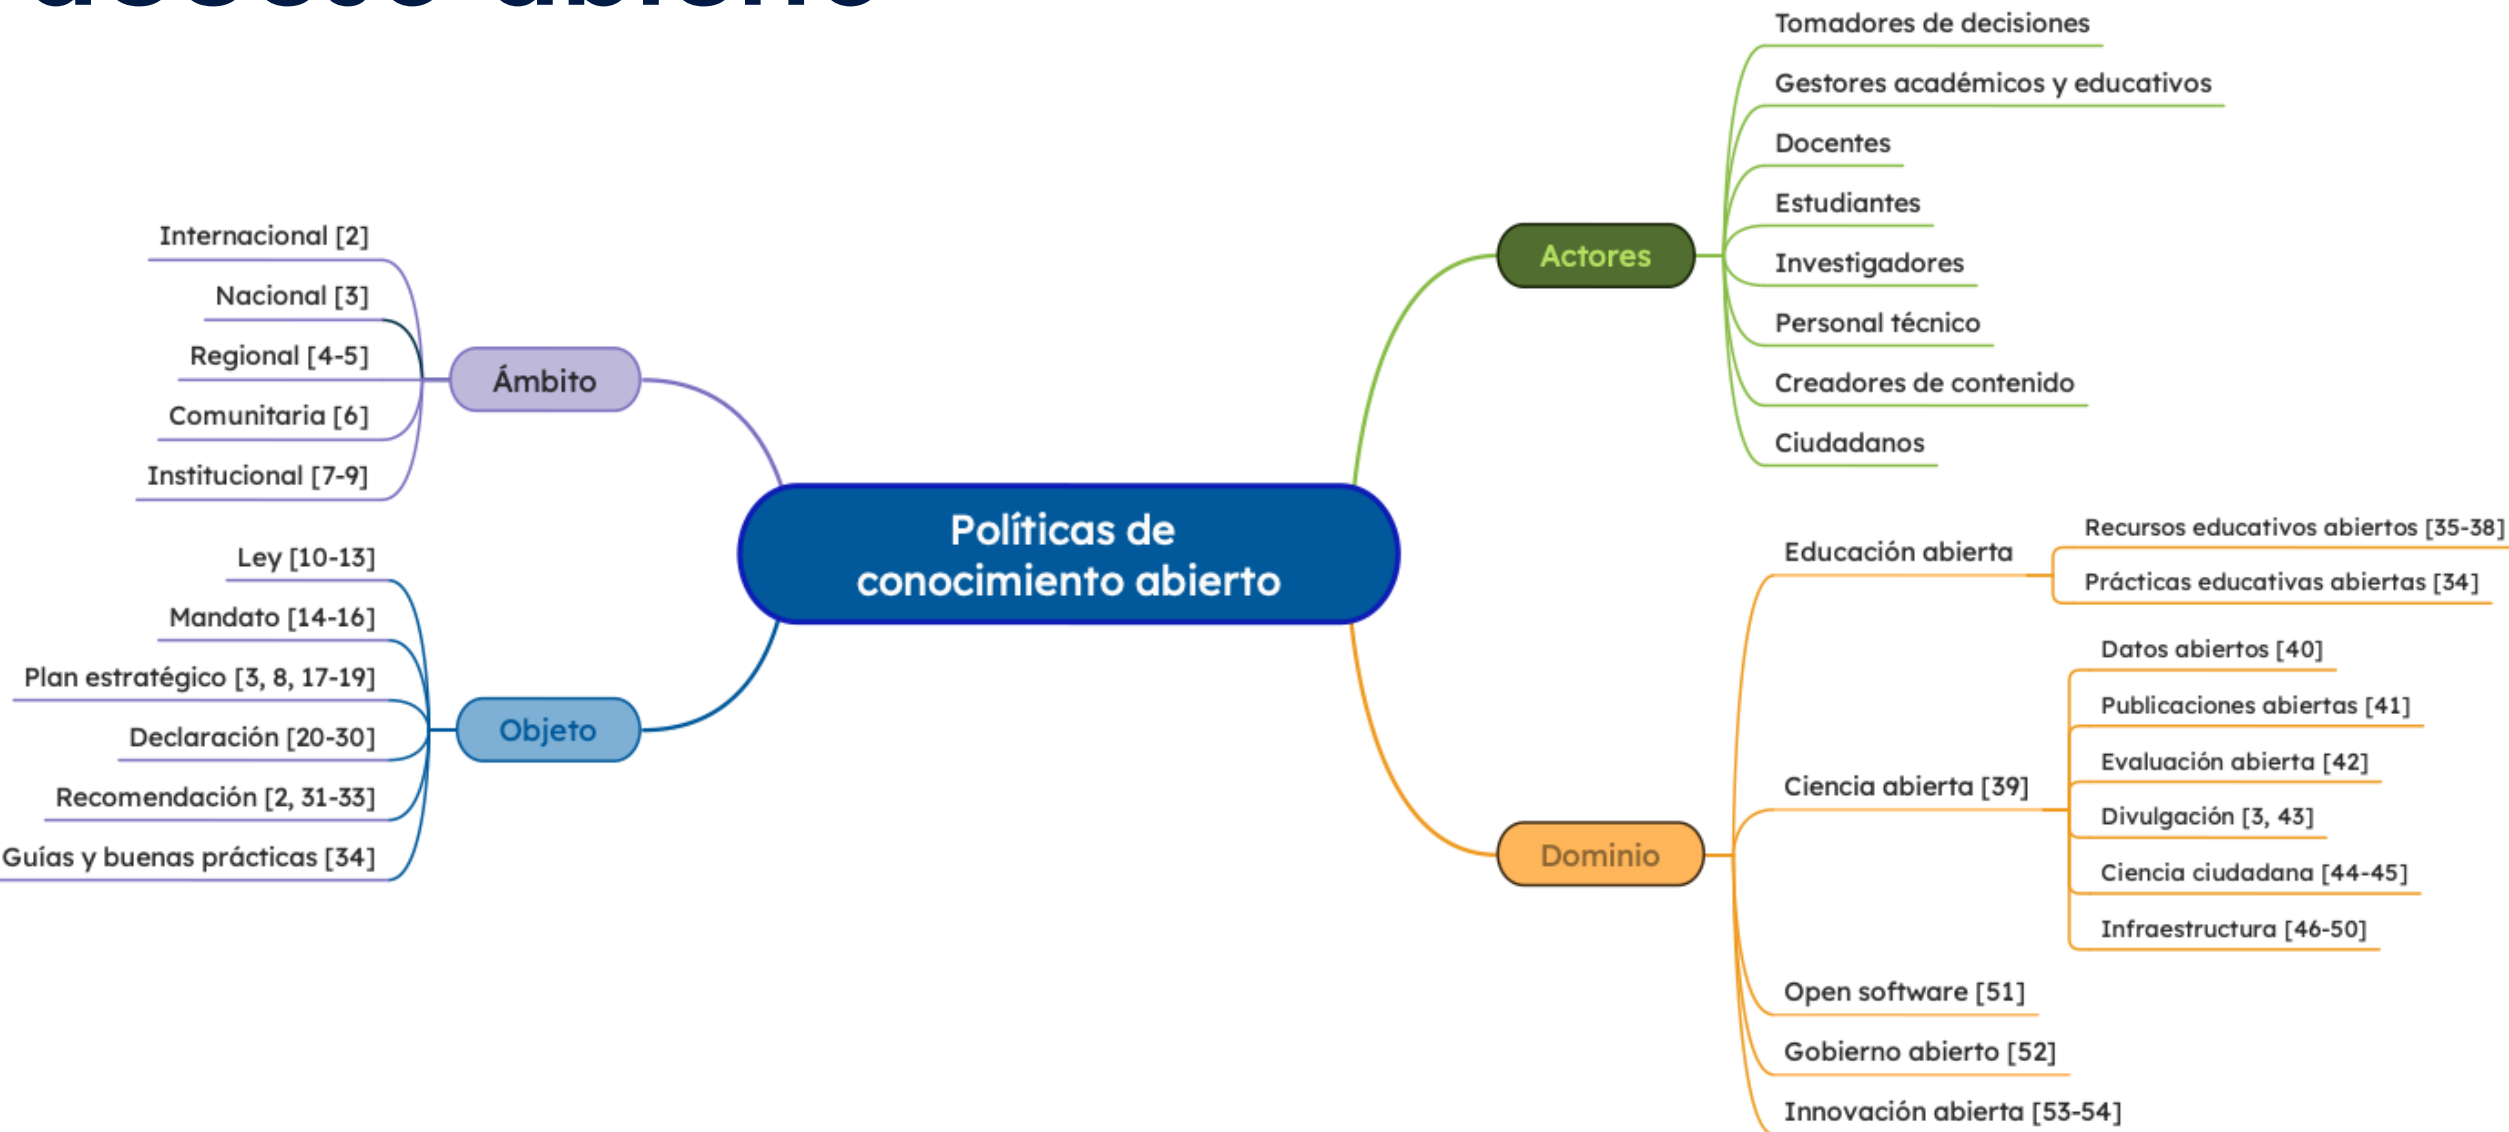 Políticas de
conocimiento abierto
Ámbito
Internacional [2]
Nacional [3]
Regional [4-5]
Comunitaria [6]
Institucional [7-9]
Objeto
Ley [10-13]
Mandato [14-16]
Plan estratégico [3, 8, 17-19]
Declaración [20-30]
Recomendación [2, 31-33]
Guías y buenas prácticas [34]
Actores
Tomadores de decisiones
Gestores académicos y educativos
Docentes
Estudiantes
Investigadores
Personal técnico
Creadores de contenido
Ciudadanos
Dominio
Educación abierta
Recursos educativos abiertos [35-38]
Prácticas educativas abiertas [34]
Ciencia abierta [39]
Datos abiertos [40]
Publicaciones abiertas [41]
Evaluación abierta [42]
Divulgación [3, 43]
Ciencia ciudadana [44-45]
Infraestructura [46-50]
Open software [51]
Gobierno abierto [52]
Innovación abierta [53-54]